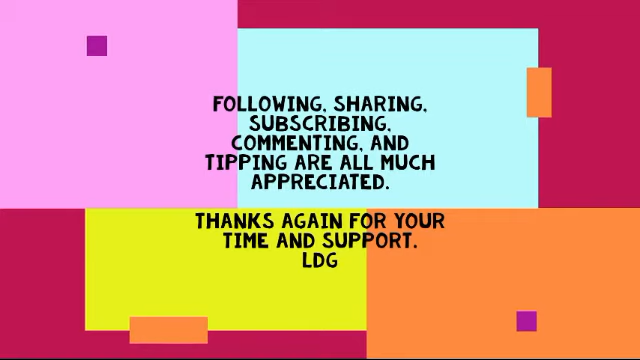 FOLLOWING, SHARING,
SUBSCRIBING,
COMMENTING, AND
TIPPING ARE ALL MUCH
APPRECIATED.
THANKS AGAIN FOR YOUR
TIME AND SUPPORT.
LDG